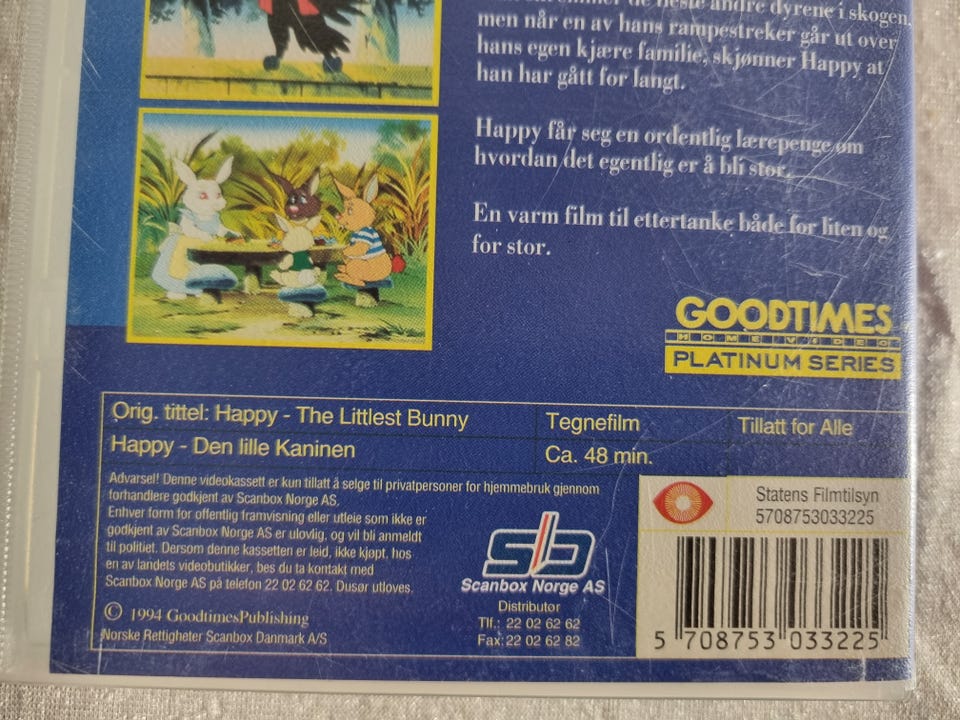 andre dyrene i skogen,
men når en av hans rampestreker går ut over
hans egen kjære familie, skjønner Happy at
han har gått for langt.
Happy får seg en ordentlig lærepenge om
hvordan det egentlig er å bli stor.
En varm film til ettertanke både for liten og
for stor.
GOODTIMES
HOME VIDEO
PLATINUM SERIES
Orig. tittel: Happy - The Littlest Bunny
Happy - Den lille Kaninen
Tegnefilm
Ca. 48 min.
Tillatt for Alle
Advarsel! Denne videokassett er kun tillatt å selge til privatpersoner for hjemmebruk gjennom
forhandlere godkjent av Scanbox Norge AS.
Enhver form for offentlig framvisning eller utleie som ikke er
godkjent av Scanbox Norge AS er ulovlig, og vil bli anmeldt
til politiet. Dersom denne kassetten er leid, ikke kjøpt, hos
en av landets videobutikker, bes du ta kontakt med
Scanbox Norge AS på telefon 22 02 62 62. Dusør utloves.
© 1994 GoodtimesPublishing
Norske Rettigheter Scanbox Danmark A/S
sb
Scanbox Norge AS
Distributør
Tlf.: 22 02 62 62
Fax: 22 02 62 82
Statens Filmtilsyn
5708753033225
5 708753 033225